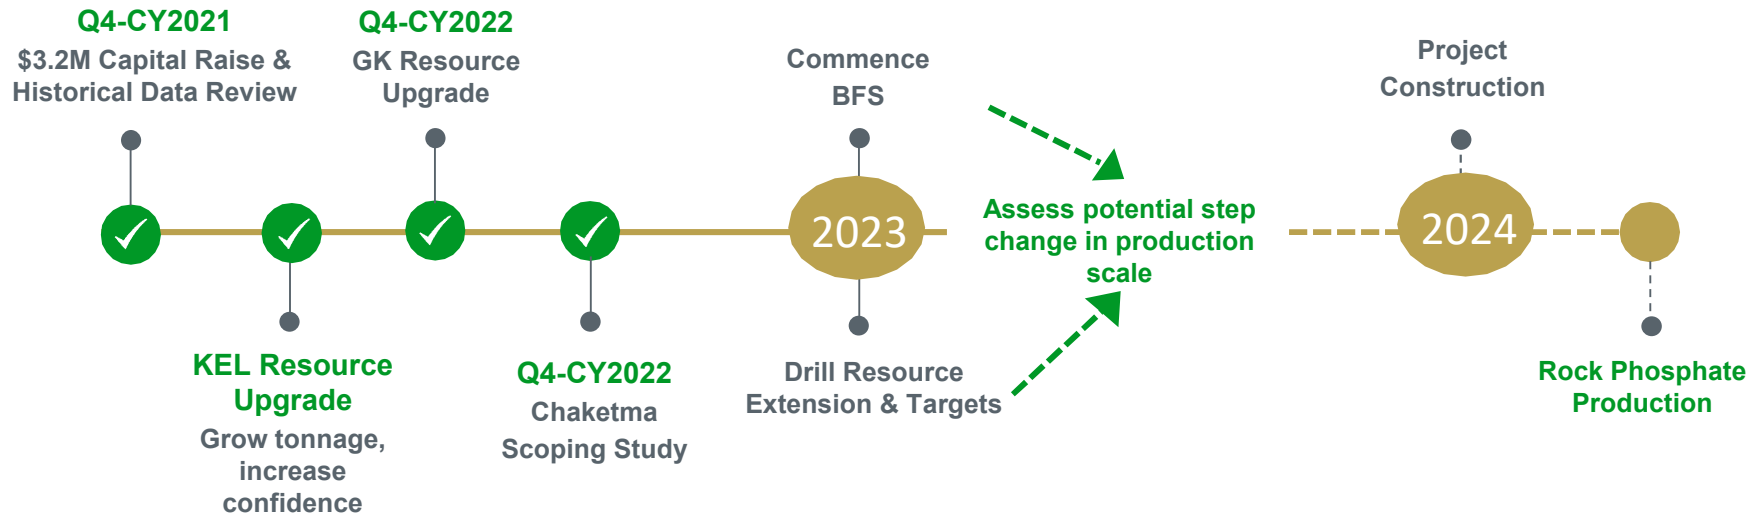 Q4-CY2021
$3.2M Capital Raise &
Historical Data Review
KEL Resource
Upgrade
Grow tonnage,
increase
confidence
Q4-CY2022
GK Resource
Upgrade
Q4-CY2022
Chaketma
Scoping Study
Commence
BFS
2023
Drill Resource
Extension & Targets
Assess potential step
change in production
scale
Project
Construction
2024
Rock Phosphate
Production